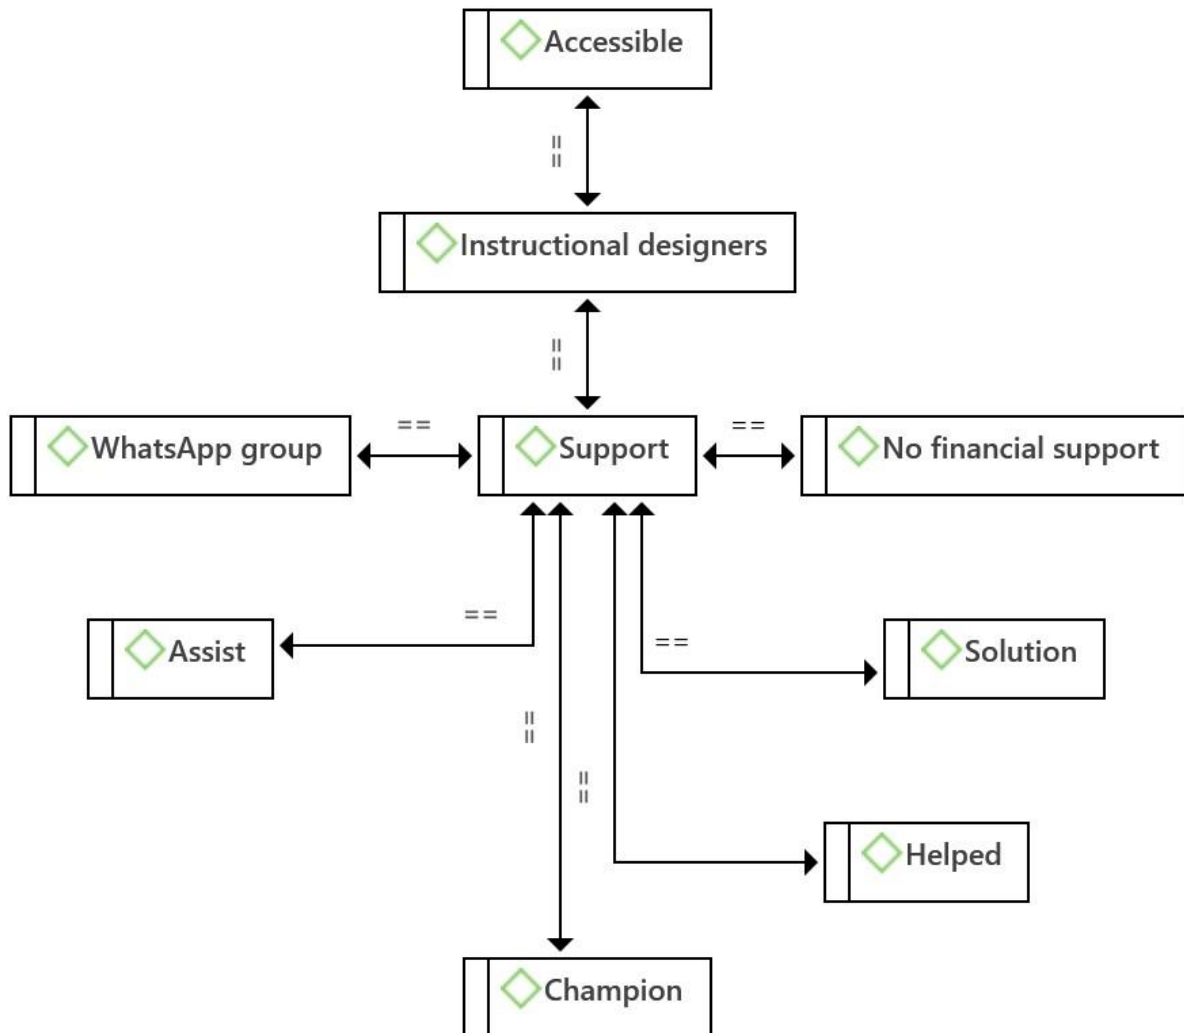 Accessible
==
Instructional designers
==
WhatsApp group
==
Support
==
No financial support
==
Assist
==
Solution
==
==
Helped
Champion